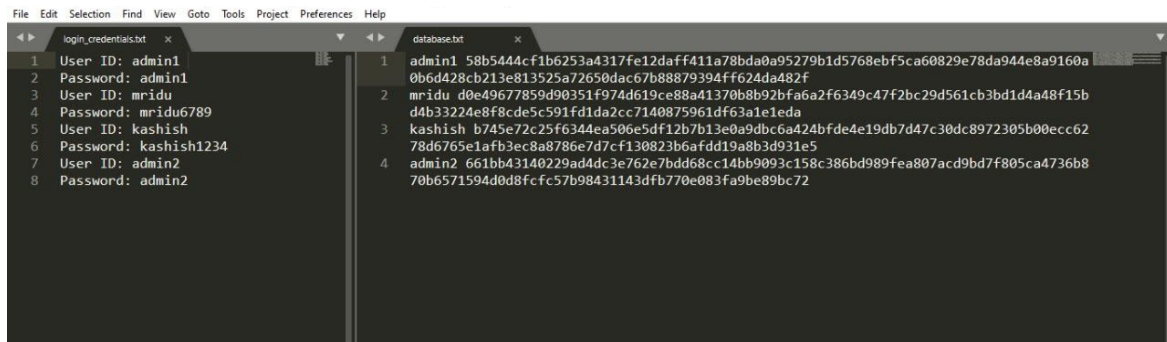 File Edit Selection Find View Goto Tools Project Preferences Help
login_credentials.txt ×
1 User ID: admin1
2 Password: admin1
3 User ID: mridu
4 Password: mridu6789
5 User ID: kashish
6 Password: kashish1234
7 User ID: admin2
8 Password: admin2
database.txt ×
1 admin1 58b5444cf1b6253a4317fe12daff411a78bda0a95279b1d5768ebf5ca60829e78da944e8a9160a
0b6d428cb213e813525a72650dac67b88879394ff624da482f
2 mridu d0e49677859d90351f974d619ce88a41370b8b92bfa6a2f6349c47f2bc29d561cb3bd1d4a48f15b
d4b33224e8f8cde5c591fd1da2cc7140875961df63a1e1eda
3 kashish b745e72c25f6344ea506e5df12b7b13e0a9dbc6a424bfde4e19db7d47c30dc8972305b00ecc62
78d6765e1afb3ec8a8786e7d7cf130823b6afdd19a8b3d931e5
4 admin2 661bb43140229ad4dc3e762e7bdd68cc14bb9093c158c386bd989fea807acd9bd7f805ca4736b8
70b6571594d0d8fcfc57b98431143dfb770e083fa9be89bc72